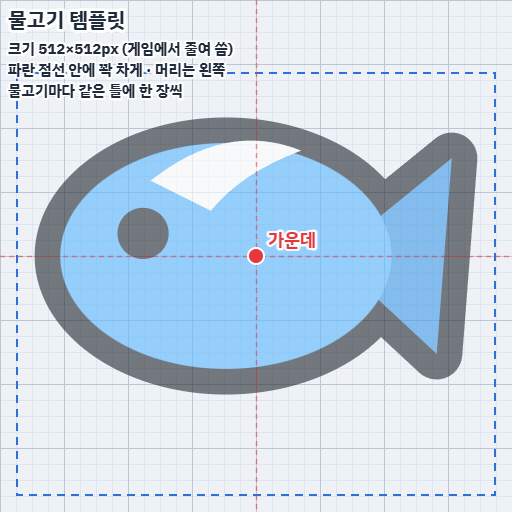 물고기 템플릿
크기 512×512px (게임에서 줄여 씀)
파란 점선 안에 꽉 차게 · 머리는 왼쪽
물고기마다 같은 틀에 한 장씩
가운데